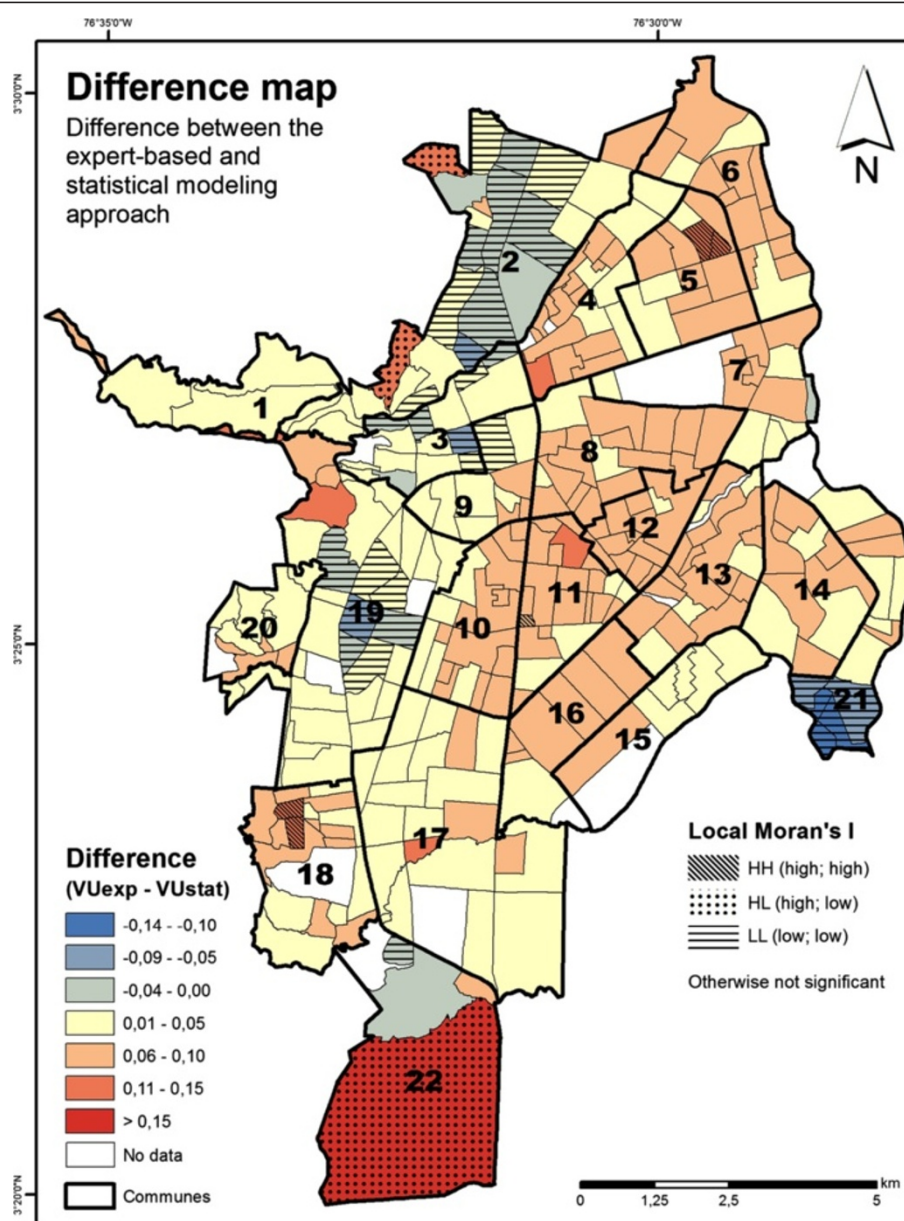 76°35'0"W
76°30'0"W
3°30'0"N
3°25'0"N
3°20'0"N
Difference map
Difference between the
expert-based and
statistical modeling
approach
N
6
2
5
4
7
1
3
8
9
12
13
14
11
19
20
10
21
16
15
17
18
22
Difference
(VUexp - VUstat)
-0,14 - -0,10
-0,09 - -0,05
-0,04 - 0,00
0,01 - 0,05
0,06 - 0,10
0,11 - 0,15
> 0,15
No data
Communes
Local Moran's I
HH (high; high)
HL (high; low)
LL (low; low)
Otherwise not significant
km
0 1,25 2,5 5